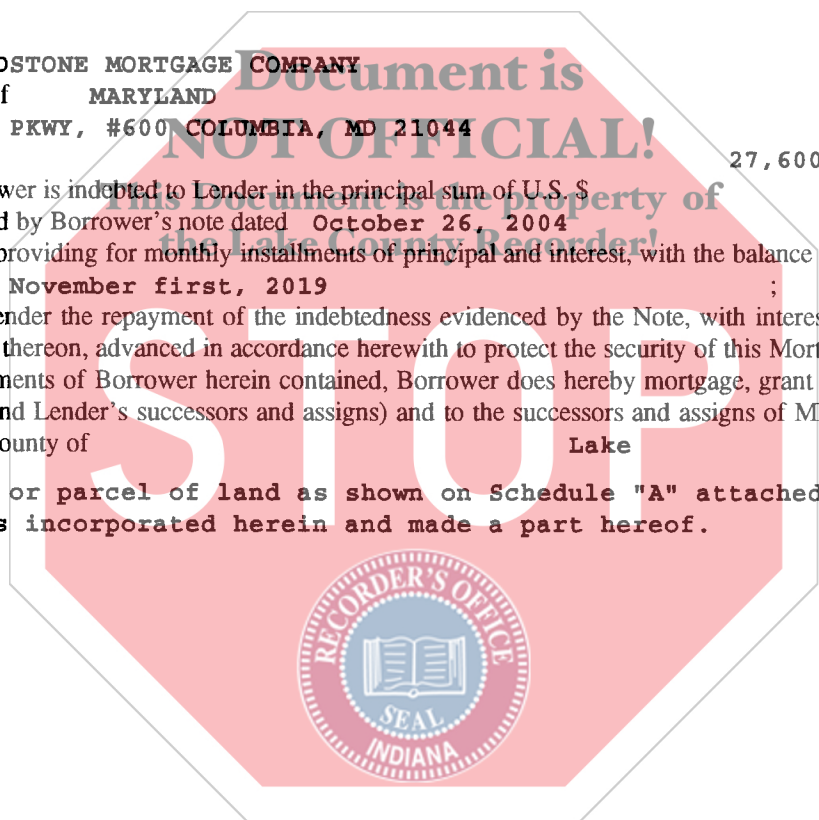 OSTONE MORTGAGE COMPANY
f MARYLAND
PKWY, #600 COLUMBIA, MD 21044
27,600
wer is indebted to Lender in the principal sum of U.S. $
d by Borrower's note dated October 26, 2004
providing for monthly installments of principal and interest, with the balance
November first, 2019 ;
ender the repayment of the indebtedness evidenced by the Note, with interes
thereon, advanced in accordance herewith to protect the security of this Mort
nents of Borrower herein contained, Borrower does hereby mortgage, grant
nd Lender's successors and assigns) and to the successors and assigns of M
ounty of Lake
or parcel of land as shown on Schedule "A" attached
s incorporated herein and made a part hereof.
Document is
NOT OFFICIAL!
This Document is the property of
the Lake County Recorder!
STOP
RECORDER'S OFFICE
SEAL
INDIANA